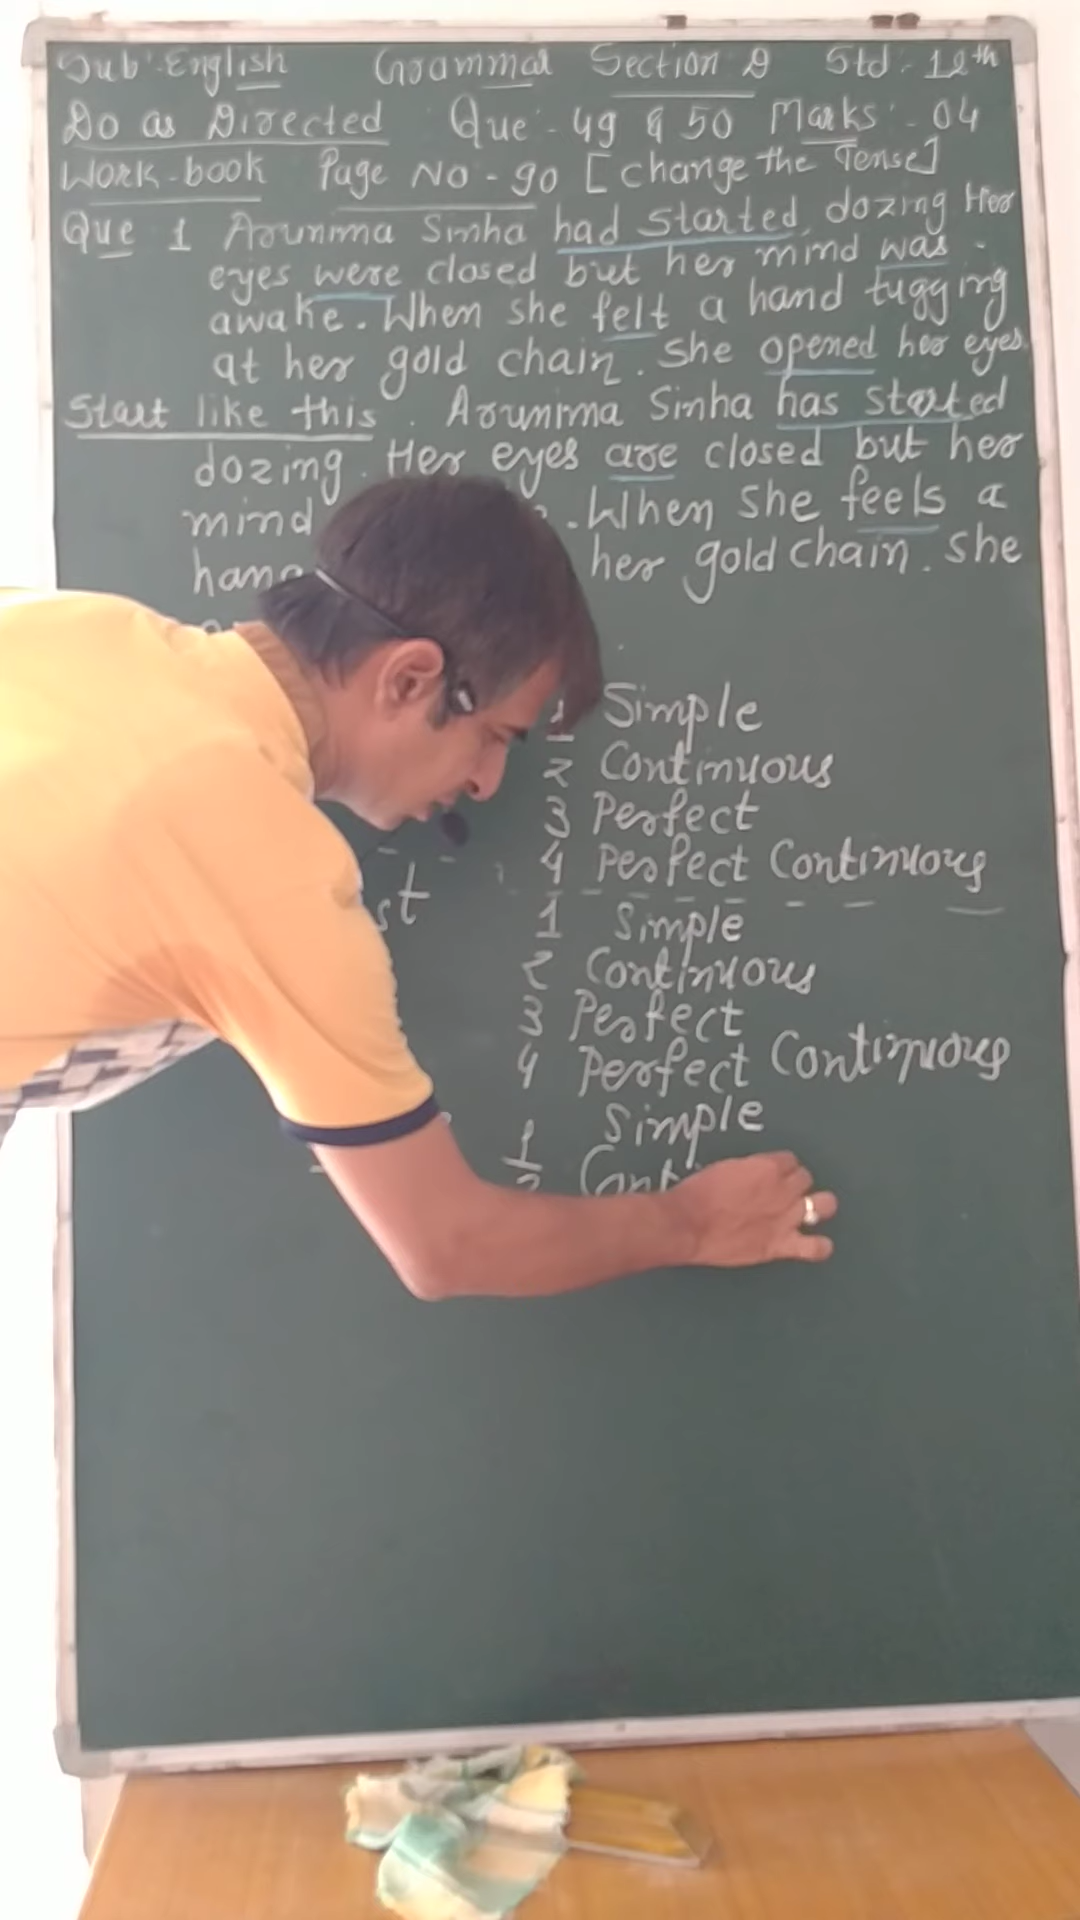 Sub English Grammar Section D Std 12th
Do as Directed Que - 49 & 50 Marks - 04
Work-book Page No - 90 [change the Tense]
Que 1 Arunima Sinha had started dozing Her
eyes were closed but her mind was
awake. When she felt a hand tugging
at her gold chain. She opened her eyes.
Start like this. Arunima Sinha has started
dozing. Her eyes are closed but her
mind . When she feels a
her gold chain. She
1 Simple
2 Continuous
3 Perfect
4 Perfect Continuous
1 Simple
2 Continuous
3 Perfect
4 Perfect Continuous
1 Simple